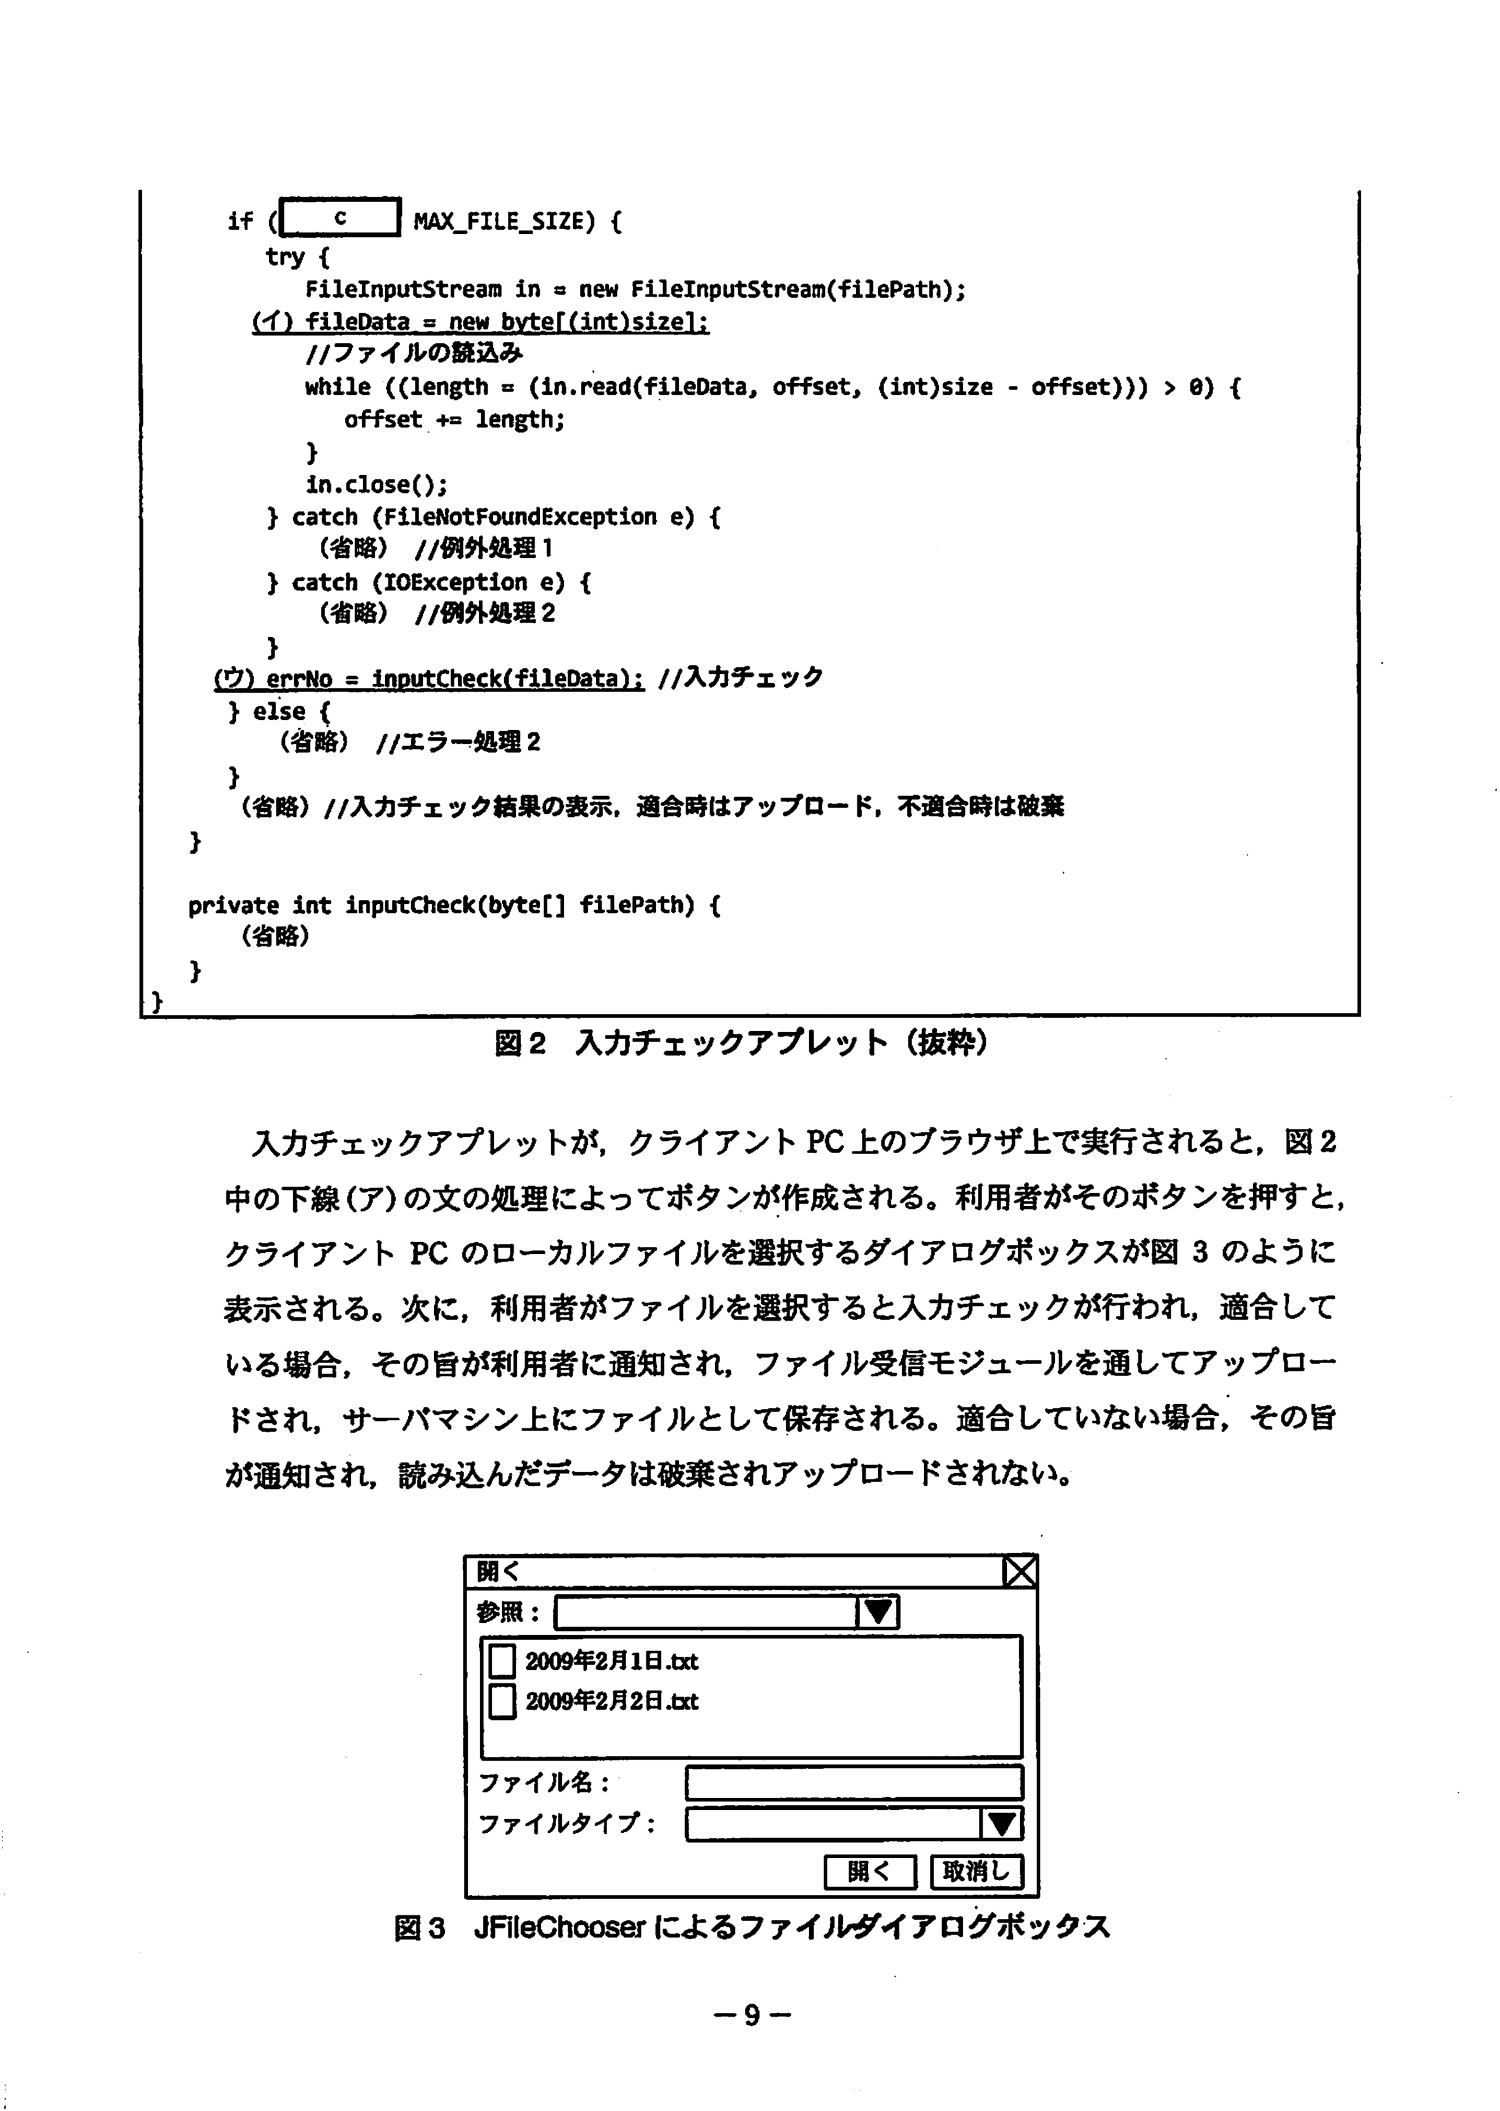 if ( c MAX_FILE_SIZE) {
try {
FileInputStream in = new FileInputStream(filePath);
(イ) fileData = new byte[(int)size];
//ファイルの読込み
while ((length = (in.read(fileData, offset, (int)size - offset))) > 0) {
offset += length;
}
in.close();
} catch (FileNotFoundException e) {
(省略) //例外処理1
} catch (IOException e) {
(省略) //例外処理2
}
(ウ) errNo = inputCheck(fileData); //入力チェック
} else {
(省略) //エラー処理2
}
(省略) //入力チェック結果の表示，適合時はアップロード，不適合時は破棄
}
private int inputCheck(byte[] filePath) {
(省略)
}
}
図2 入力チェックアプレット（抜粋）
入力チェックアプレットが，クライアント PC 上のブラウザ上で実行されると，図2
中の下線(ア)の文の処理によってボタンが作成される。利用者がそのボタンを押すと，
クライアント PC のローカルファイルを選択するダイアログボックスが図 3 のように
表示される。次に，利用者がファイルを選択すると入力チェックが行われ，適合して
いる場合，その旨が利用者に通知され，ファイル受信モジュールを通してアップロー
ドされ，サーバマシン上にファイルとして保存される。適合していない場合，その旨
が通知され，読み込んだデータは破棄されアップロードされない。
開く
参照：
2009年2月1日.txt
2009年2月2日.txt
ファイル名：
ファイルタイプ：
開く 取消し
図3 JFileChooser によるファイルダイアログボックス
－9－